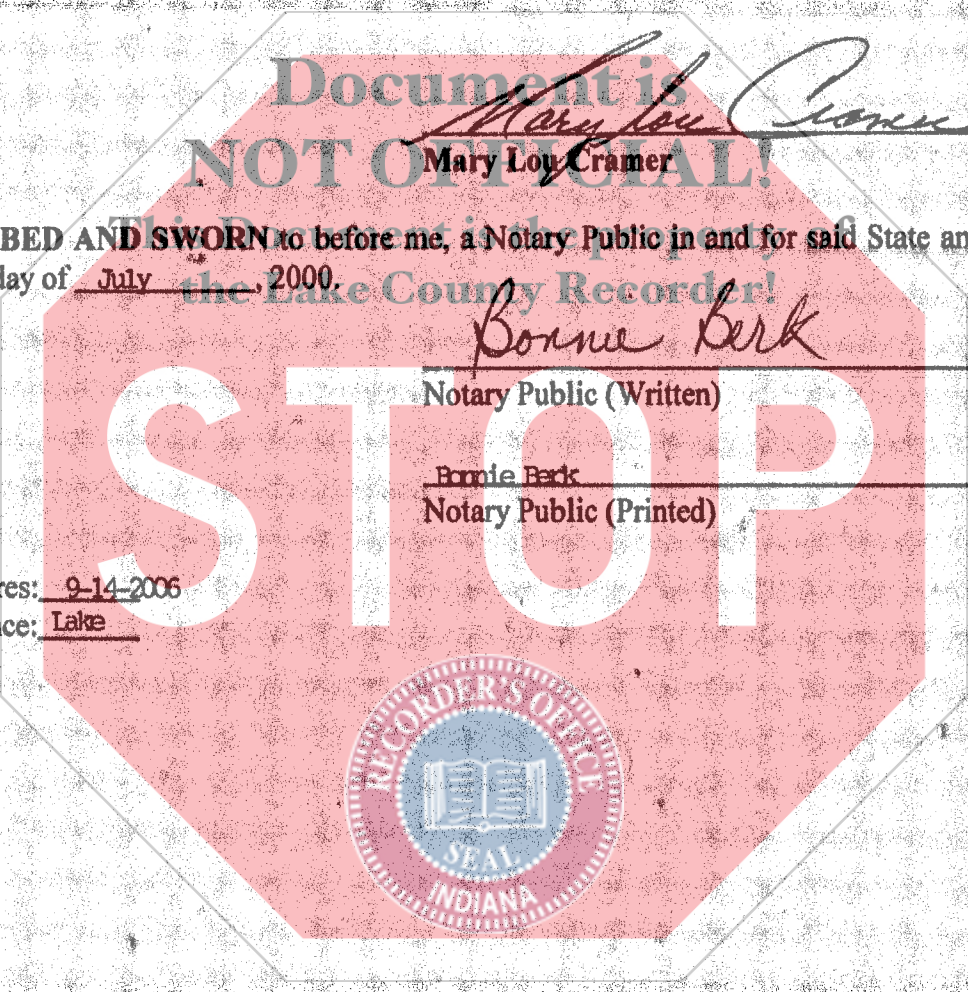 Document is
Mary Lou Cramer
NOT OFFICIAL!
Mary Lou Cramer
This Document is the property of
BED AND SWORN to before me, a Notary Public in and for said State an
day of July, 2000.
the Lake County Recorder!
Bonnie Berk
Notary Public (Written)
Bonnie Berk
Notary Public (Printed)
STOP
res: 9-14-2006
ce: Lake
RECORDER'S OFFICE
SEAL
INDIANA